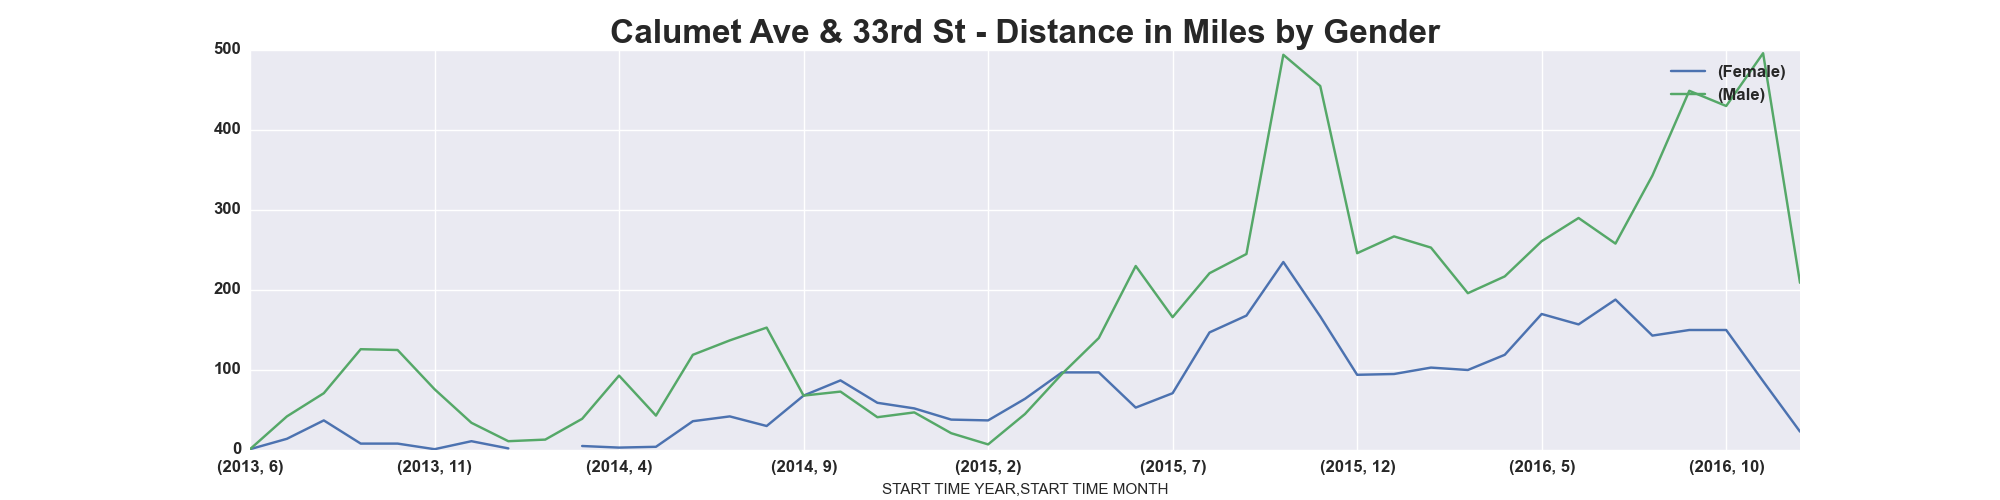 Calumet Ave & 33rd St - Distance in Miles by Gender
500
400
300
200
100
0
(Female)
(Male)
(2013, 6) (2013, 11) (2014, 4) (2014, 9) (2015, 2) (2015, 7) (2015, 12) (2016, 5) (2016, 10)
START TIME YEAR,START TIME MONTH